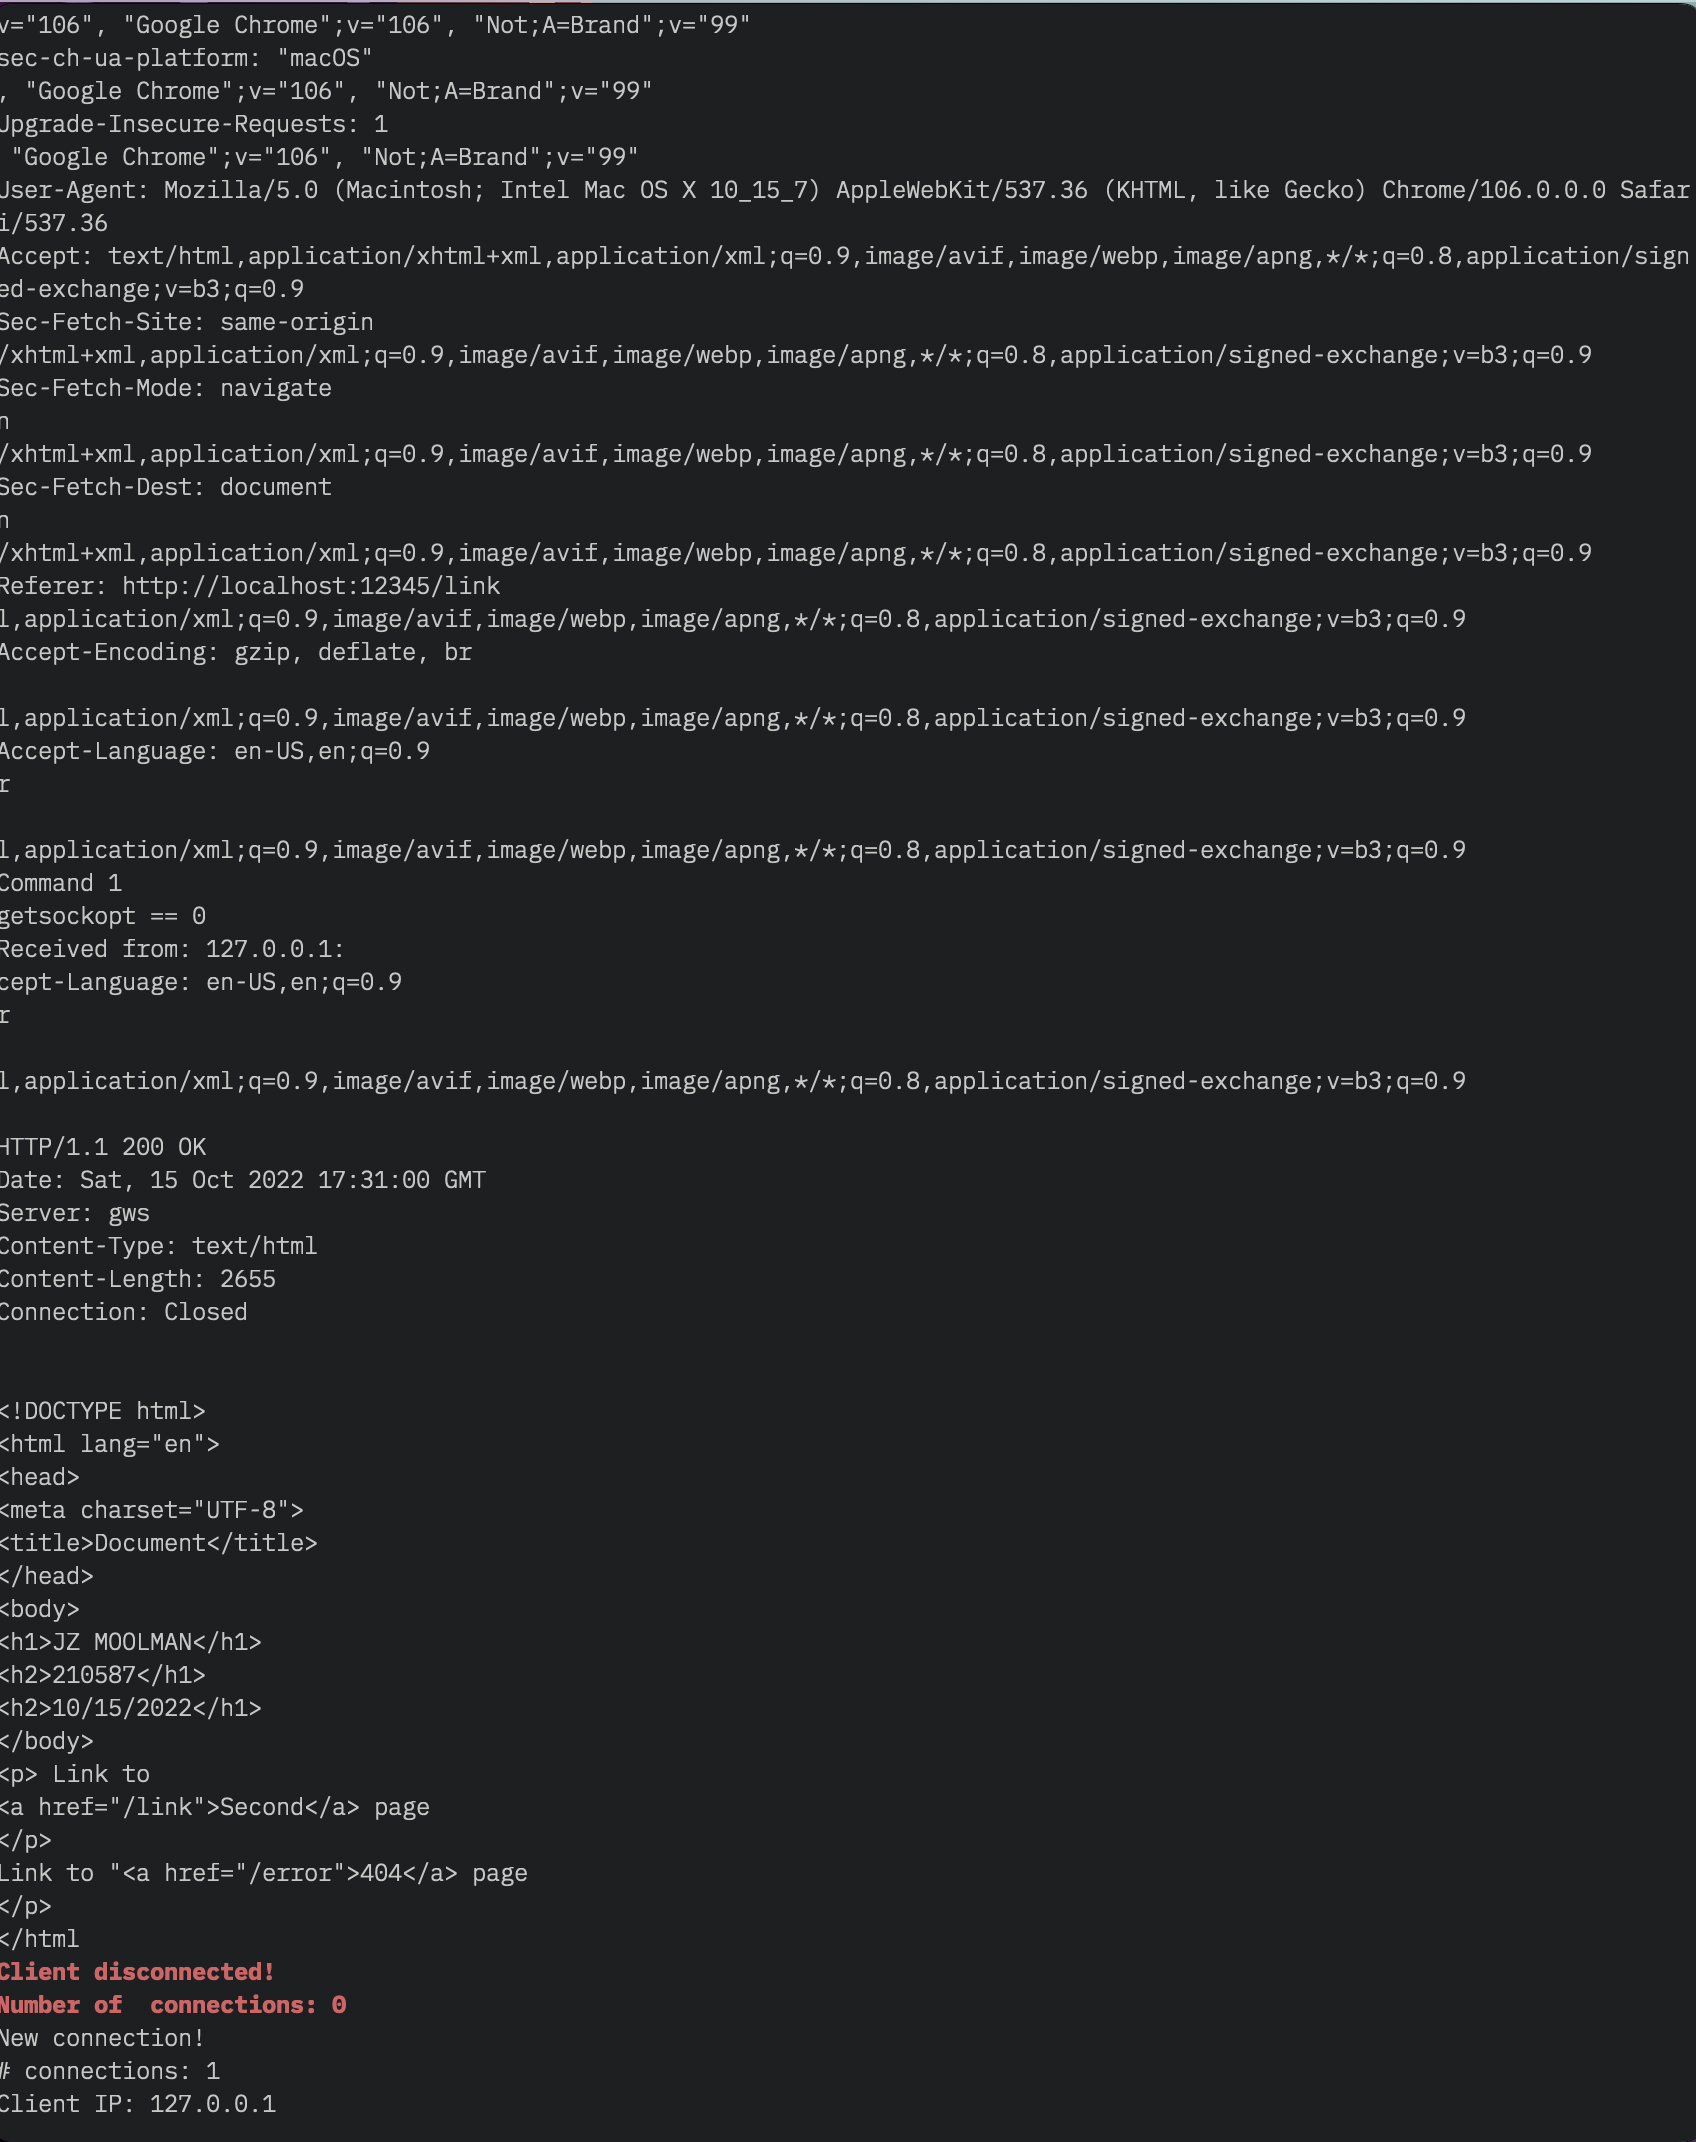 v="106", "Google Chrome";v="106", "Not;A=Brand";v="99"
sec-ch-ua-platform: "macOS"
, "Google Chrome";v="106", "Not;A=Brand";v="99"
Upgrade-Insecure-Requests: 1
 "Google Chrome";v="106", "Not;A=Brand";v="99"
User-Agent: Mozilla/5.0 (Macintosh; Intel Mac OS X 10_15_7) AppleWebKit/537.36 (KHTML, like Gecko) Chrome/106.0.0.0 Safar
i/537.36
Accept: text/html,application/xhtml+xml,application/xml;q=0.9,image/avif,image/webp,image/apng,*/*;q=0.8,application/sign
ed-exchange;v=b3;q=0.9
Sec-Fetch-Site: same-origin
/xhtml+xml,application/xml;q=0.9,image/avif,image/webp,image/apng,*/*;q=0.8,application/signed-exchange;v=b3;q=0.9
Sec-Fetch-Mode: navigate
n
/xhtml+xml,application/xml;q=0.9,image/avif,image/webp,image/apng,*/*;q=0.8,application/signed-exchange;v=b3;q=0.9
Sec-Fetch-Dest: document
n
/xhtml+xml,application/xml;q=0.9,image/avif,image/webp,image/apng,*/*;q=0.8,application/signed-exchange;v=b3;q=0.9
Referer: http://localhost:12345/link
l,application/xml;q=0.9,image/avif,image/webp,image/apng,*/*;q=0.8,application/signed-exchange;v=b3;q=0.9
Accept-Encoding: gzip, deflate, br
l,application/xml;q=0.9,image/avif,image/webp,image/apng,*/*;q=0.8,application/signed-exchange;v=b3;q=0.9
Accept-Language: en-US,en;q=0.9
r
l,application/xml;q=0.9,image/avif,image/webp,image/apng,*/*;q=0.8,application/signed-exchange;v=b3;q=0.9
Command 1
getsockopt == 0
Received from: 127.0.0.1:
cept-Language: en-US,en;q=0.9
r
l,application/xml;q=0.9,image/avif,image/webp,image/apng,*/*;q=0.8,application/signed-exchange;v=b3;q=0.9
HTTP/1.1 200 OK
Date: Sat, 15 Oct 2022 17:31:00 GMT
Server: gws
Content-Type: text/html
Content-Length: 2655
Connection: Closed
<!DOCTYPE html>
<html lang="en">
<head>
<meta charset="UTF-8">
<title>Document</title>
</head>
<body>
<h1>JZ MOOLMAN</h1>
<h2>210587</h1>
<h2>10/15/2022</h1>
</body>
<p> Link to
<a href="/link">Second</a> page
</p>
Link to "<a href="/error">404</a> page
</p>
</html
Client disconnected!
Number of  connections: 0
New connection!
# connections: 1
Client IP: 127.0.0.1